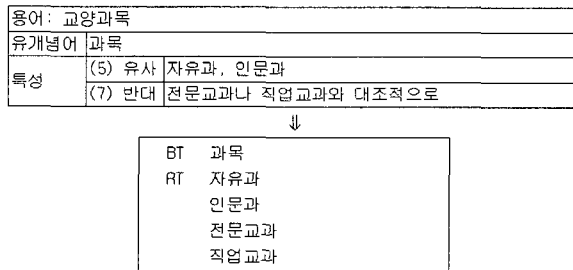 용어: 교양과목
유개념어 과목
특성 (5) 유사 자유과, 인문과
(7) 반대 전문교과나 직업교과와 대조적으로
⇓
BT 과목
RT 자유과
인문과
전문교과
직업교과